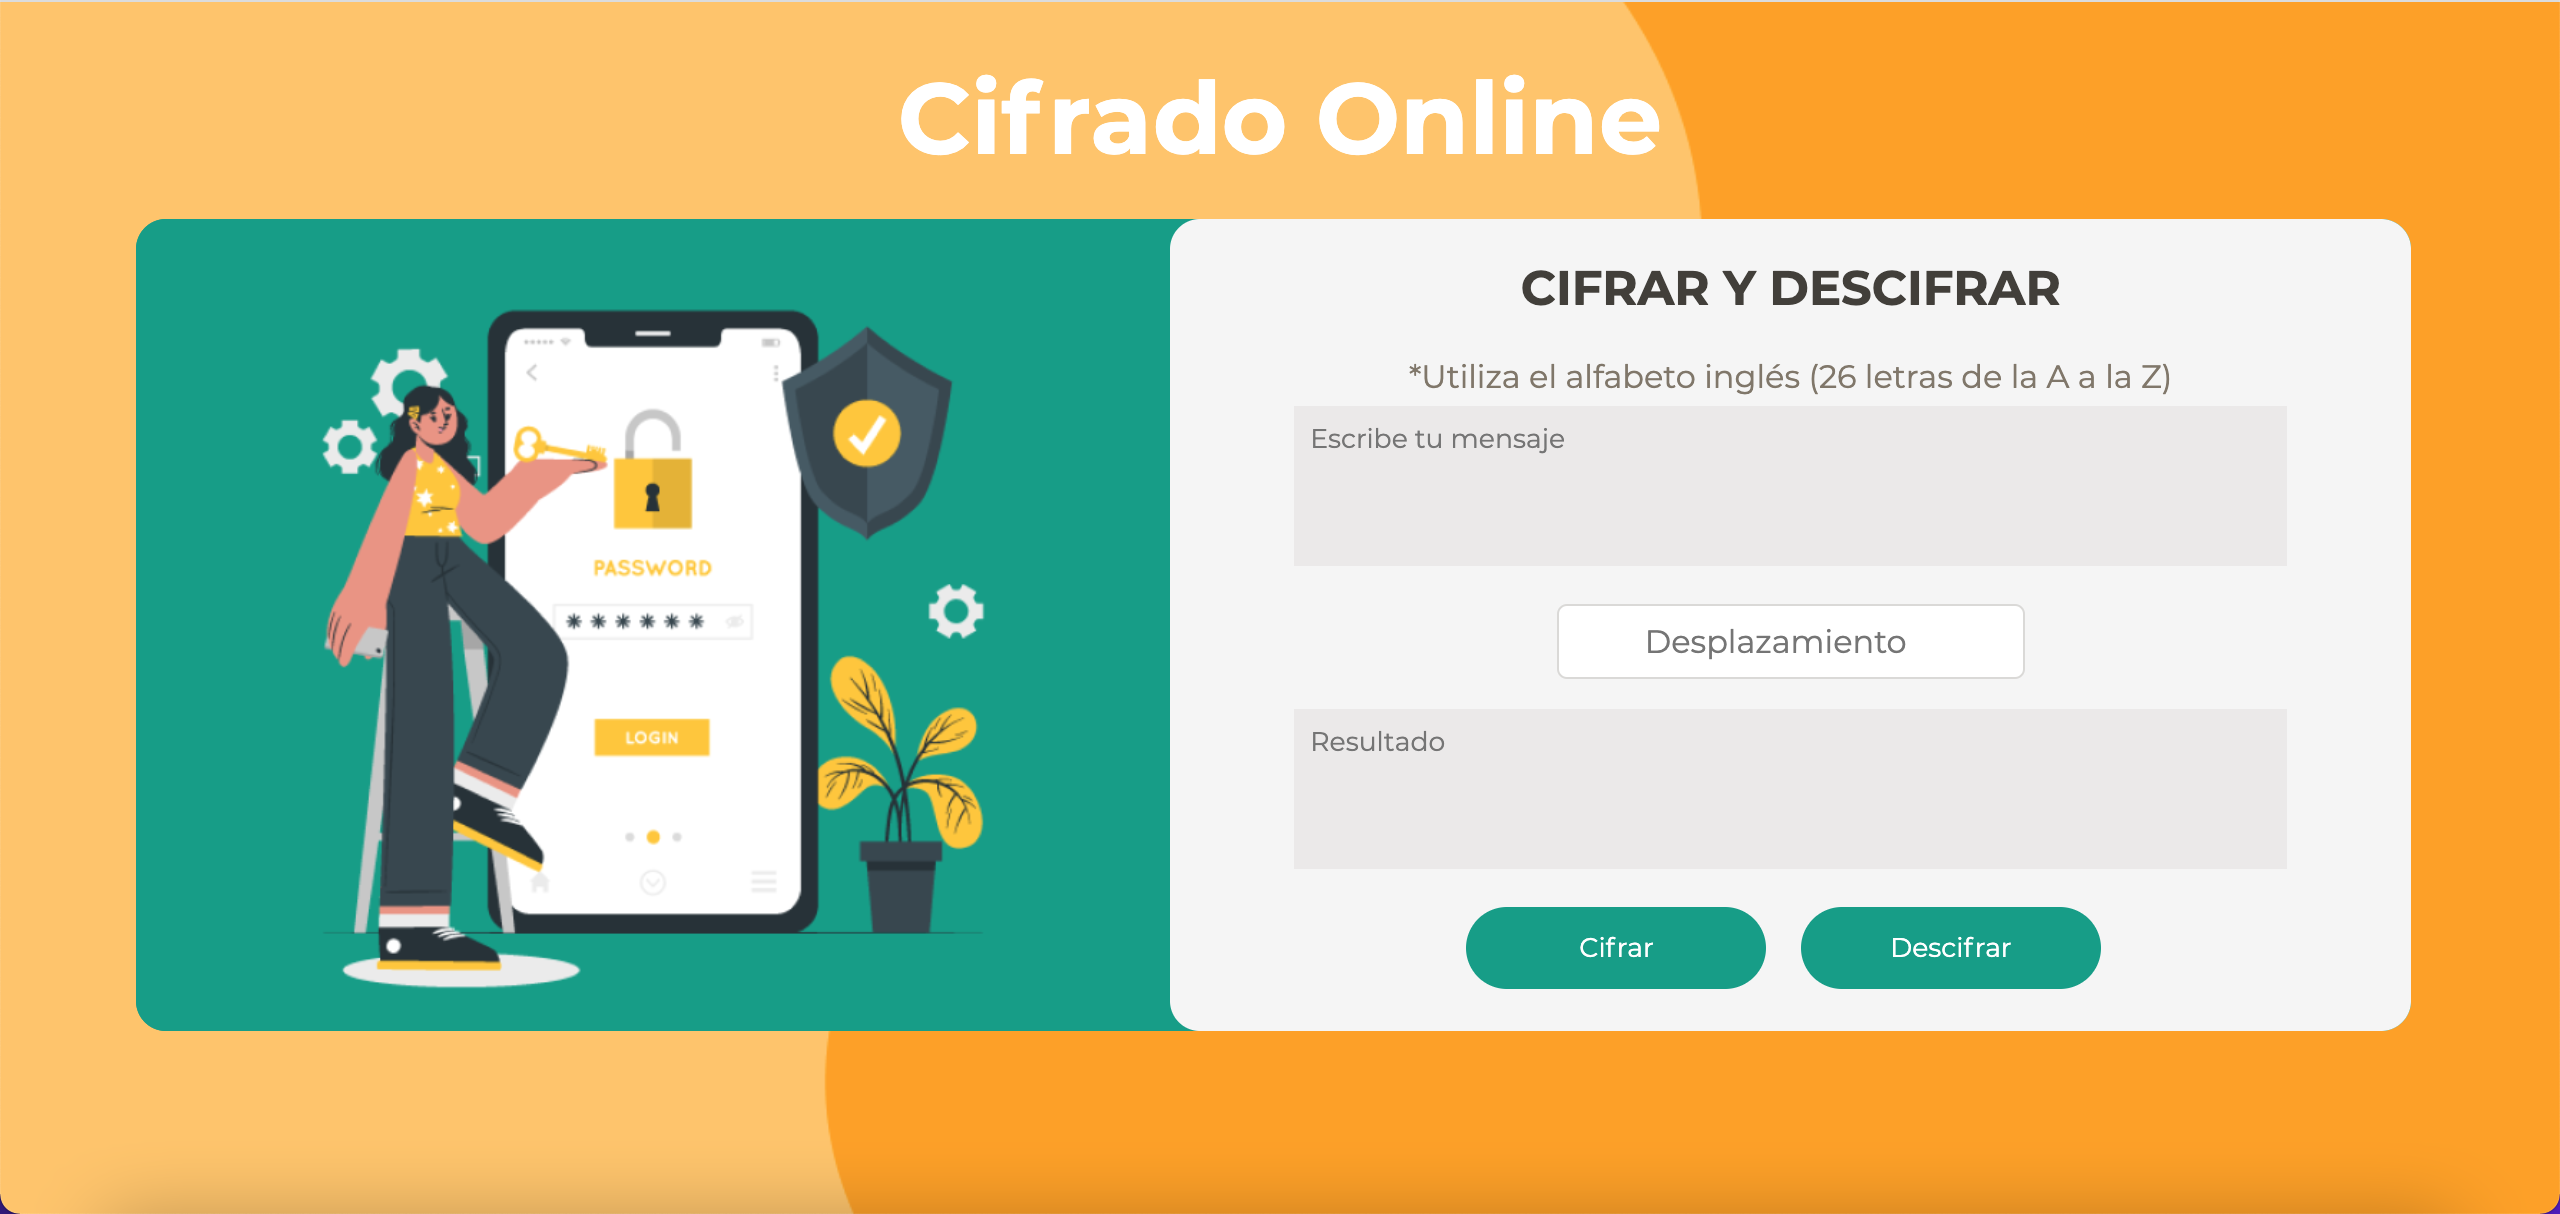 Cifrado Online
CIFRAR Y DESCIFRAR
*Utiliza el alfabeto inglés (26 letras de la A a la Z)
Escribe tu mensaje
Desplazamiento
Resultado
Cifrar
Descifrar
PASSWORD
******
LOGIN